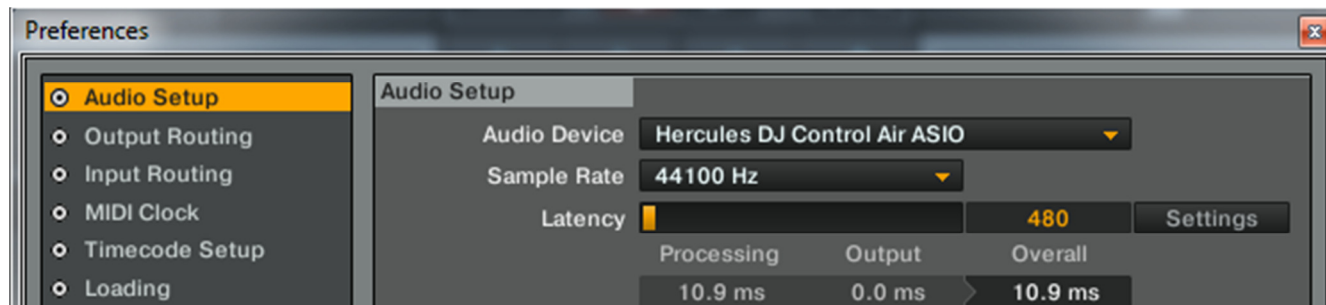 Preferences
Audio Setup
Output Routing
Input Routing
MIDI Clock
Timecode Setup
Loading
Audio Setup
Audio Device Hercules DJ Control Air ASIO
Sample Rate 44100 Hz
Latency 480 Settings
Processing Output Overall
10.9 ms 0.0 ms 10.9 ms